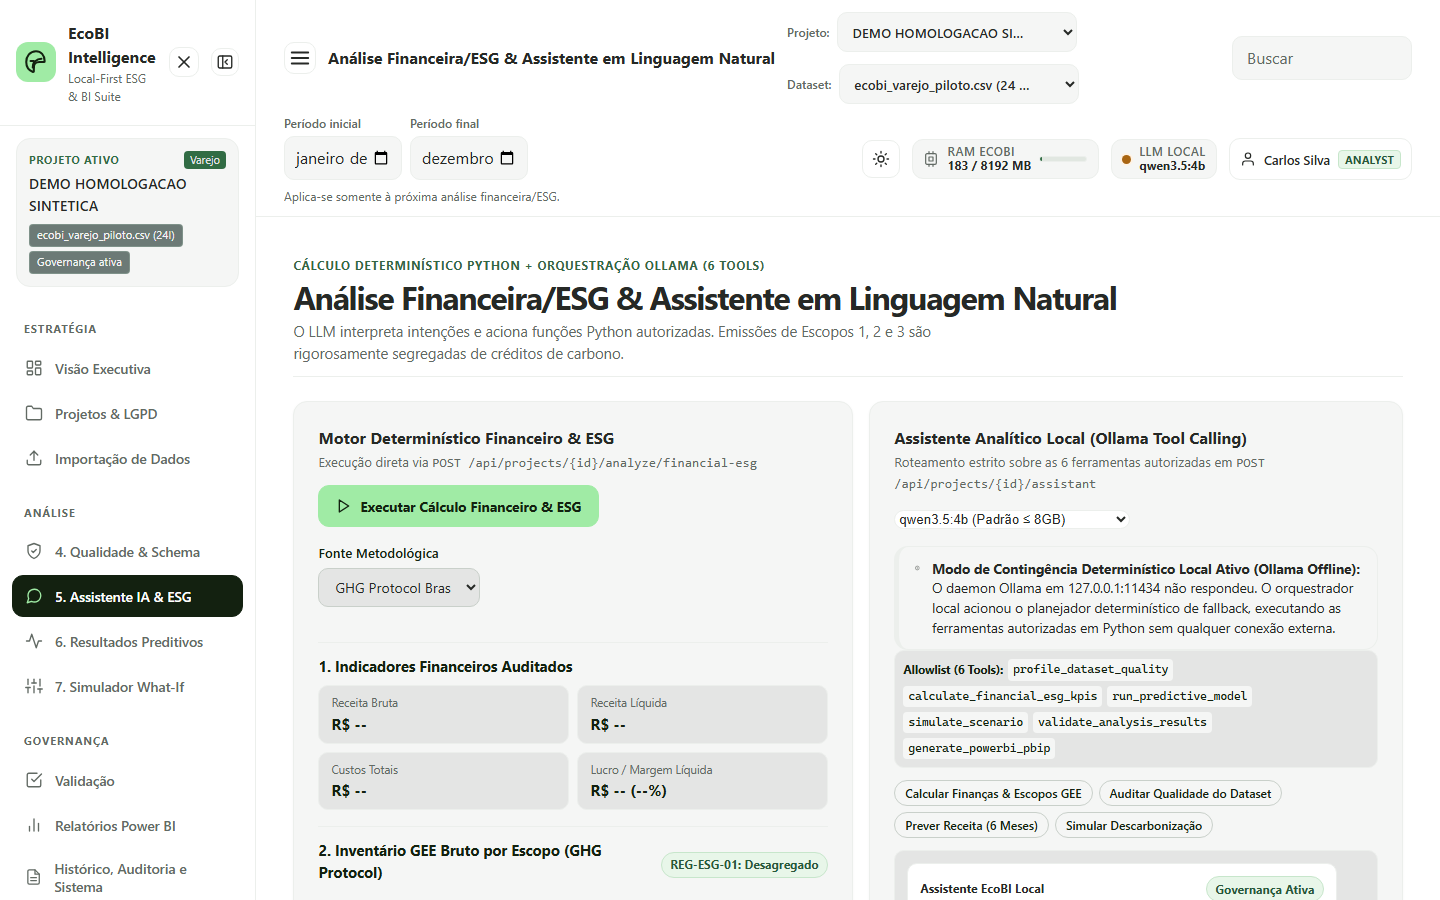 EcoBI
Intelligence
Local-First ESG
& BI Suite
PROJETO ATIVO
Varejo
DEMO HOMOLOGACAO
SINTETICA
ecobi_varejo_piloto.csv (24l)
Governança ativa
ESTRATÉGIA
Visão Executiva
Projetos & LGPD
Importação de Dados
ANÁLISE
4. Qualidade & Schema
5. Assistente IA & ESG
6. Resultados Preditivos
7. Simulador What-If
GOVERNANÇA
Validação
Relatórios Power BI
Histórico, Auditoria e
Sistema
Análise Financeira/ESG & Assistente em Linguagem Natural
Projeto:
DEMO HOMOLOGACAO SI...
Dataset:
ecobi_varejo_piloto.csv (24 ...
Buscar
Período inicial
Período final
janeiro de
dezembro
Aplica-se somente à próxima análise financeira/ESG.
RAM ECOBI
183 / 8192 MB
LLM LOCAL
qwen3.5:4b
Carlos Silva
ANALYST
CÁLCULO DETERMINÍSTICO PYTHON + ORQUESTRAÇÃO OLLAMA (6 TOOLS)
Análise Financeira/ESG & Assistente em Linguagem Natural
O LLM interpreta intenções e aciona funções Python autorizadas. Emissões de Escopos 1, 2 e 3 são
rigorosamente segregadas de créditos de carbono.
Motor Determinístico Financeiro & ESG
Execução direta via POST /api/projects/{id}/analyze/financial-esg
Executar Cálculo Financeiro & ESG
Fonte Metodológica
GHG Protocol Bras
1. Indicadores Financeiros Auditados
Receita Bruta
R$ --
Receita Líquida
R$ --
Custos Totais
R$ --
Lucro / Margem Líquida
R$ -- (--%)
2. Inventário GEE Bruto por Escopo (GHG
Protocol)
REG-ESG-01: Desagregado
Assistente Analítico Local (Ollama Tool Calling)
Roteamento estrito sobre as 6 ferramentas autorizadas em POST
/api/projects/{id}/assistant
qwen3.5:4b (Padrão ≤ 8GB)
Modo de Contingência Determinístico Local Ativo (Ollama Offline):
O daemon Ollama em 127.0.0.1:11434 não respondeu. O orquestrador
local acionou o planejador determinístico de fallback, executando as
ferramentas autorizadas em Python sem qualquer conexão externa.
Allowlist (6 Tools): profile_dataset_quality
calculate_financial_esg_kpis run_predictive_model
simulate_scenario validate_analysis_results
generate_powerbi_pbip
Calcular Finanças & Escopos GEE
Auditar Qualidade do Dataset
Prever Receita (6 Meses)
Simular Descarbonização
Assistente EcoBI Local
Governança Ativa